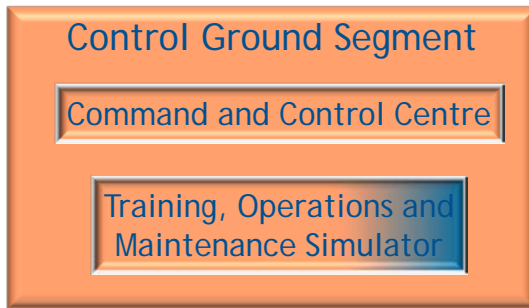 Control Ground Segment
Command and Control Centre
Training, Operations and
Maintenance Simulator